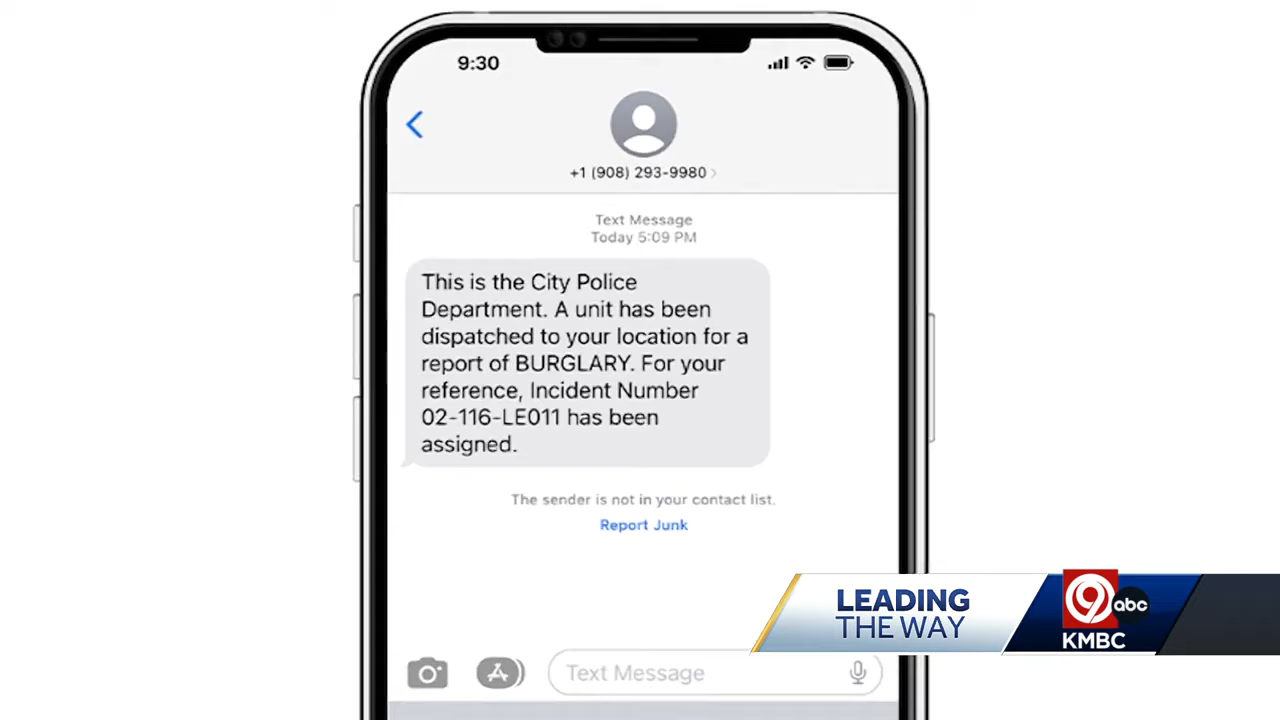 9:30
+1 (908) 293-9980 >
Text Message
Today 5:09 PM
This is the City Police
Department. A unit has been
dispatched to your location for a
report of BURGLARY. For your
reference, Incident Number
02-116-LE011 has been
assigned.
The sender is not in your contact list.
Report Junk
LEADING
THE WAY
9
abc
KMBC
Text Message